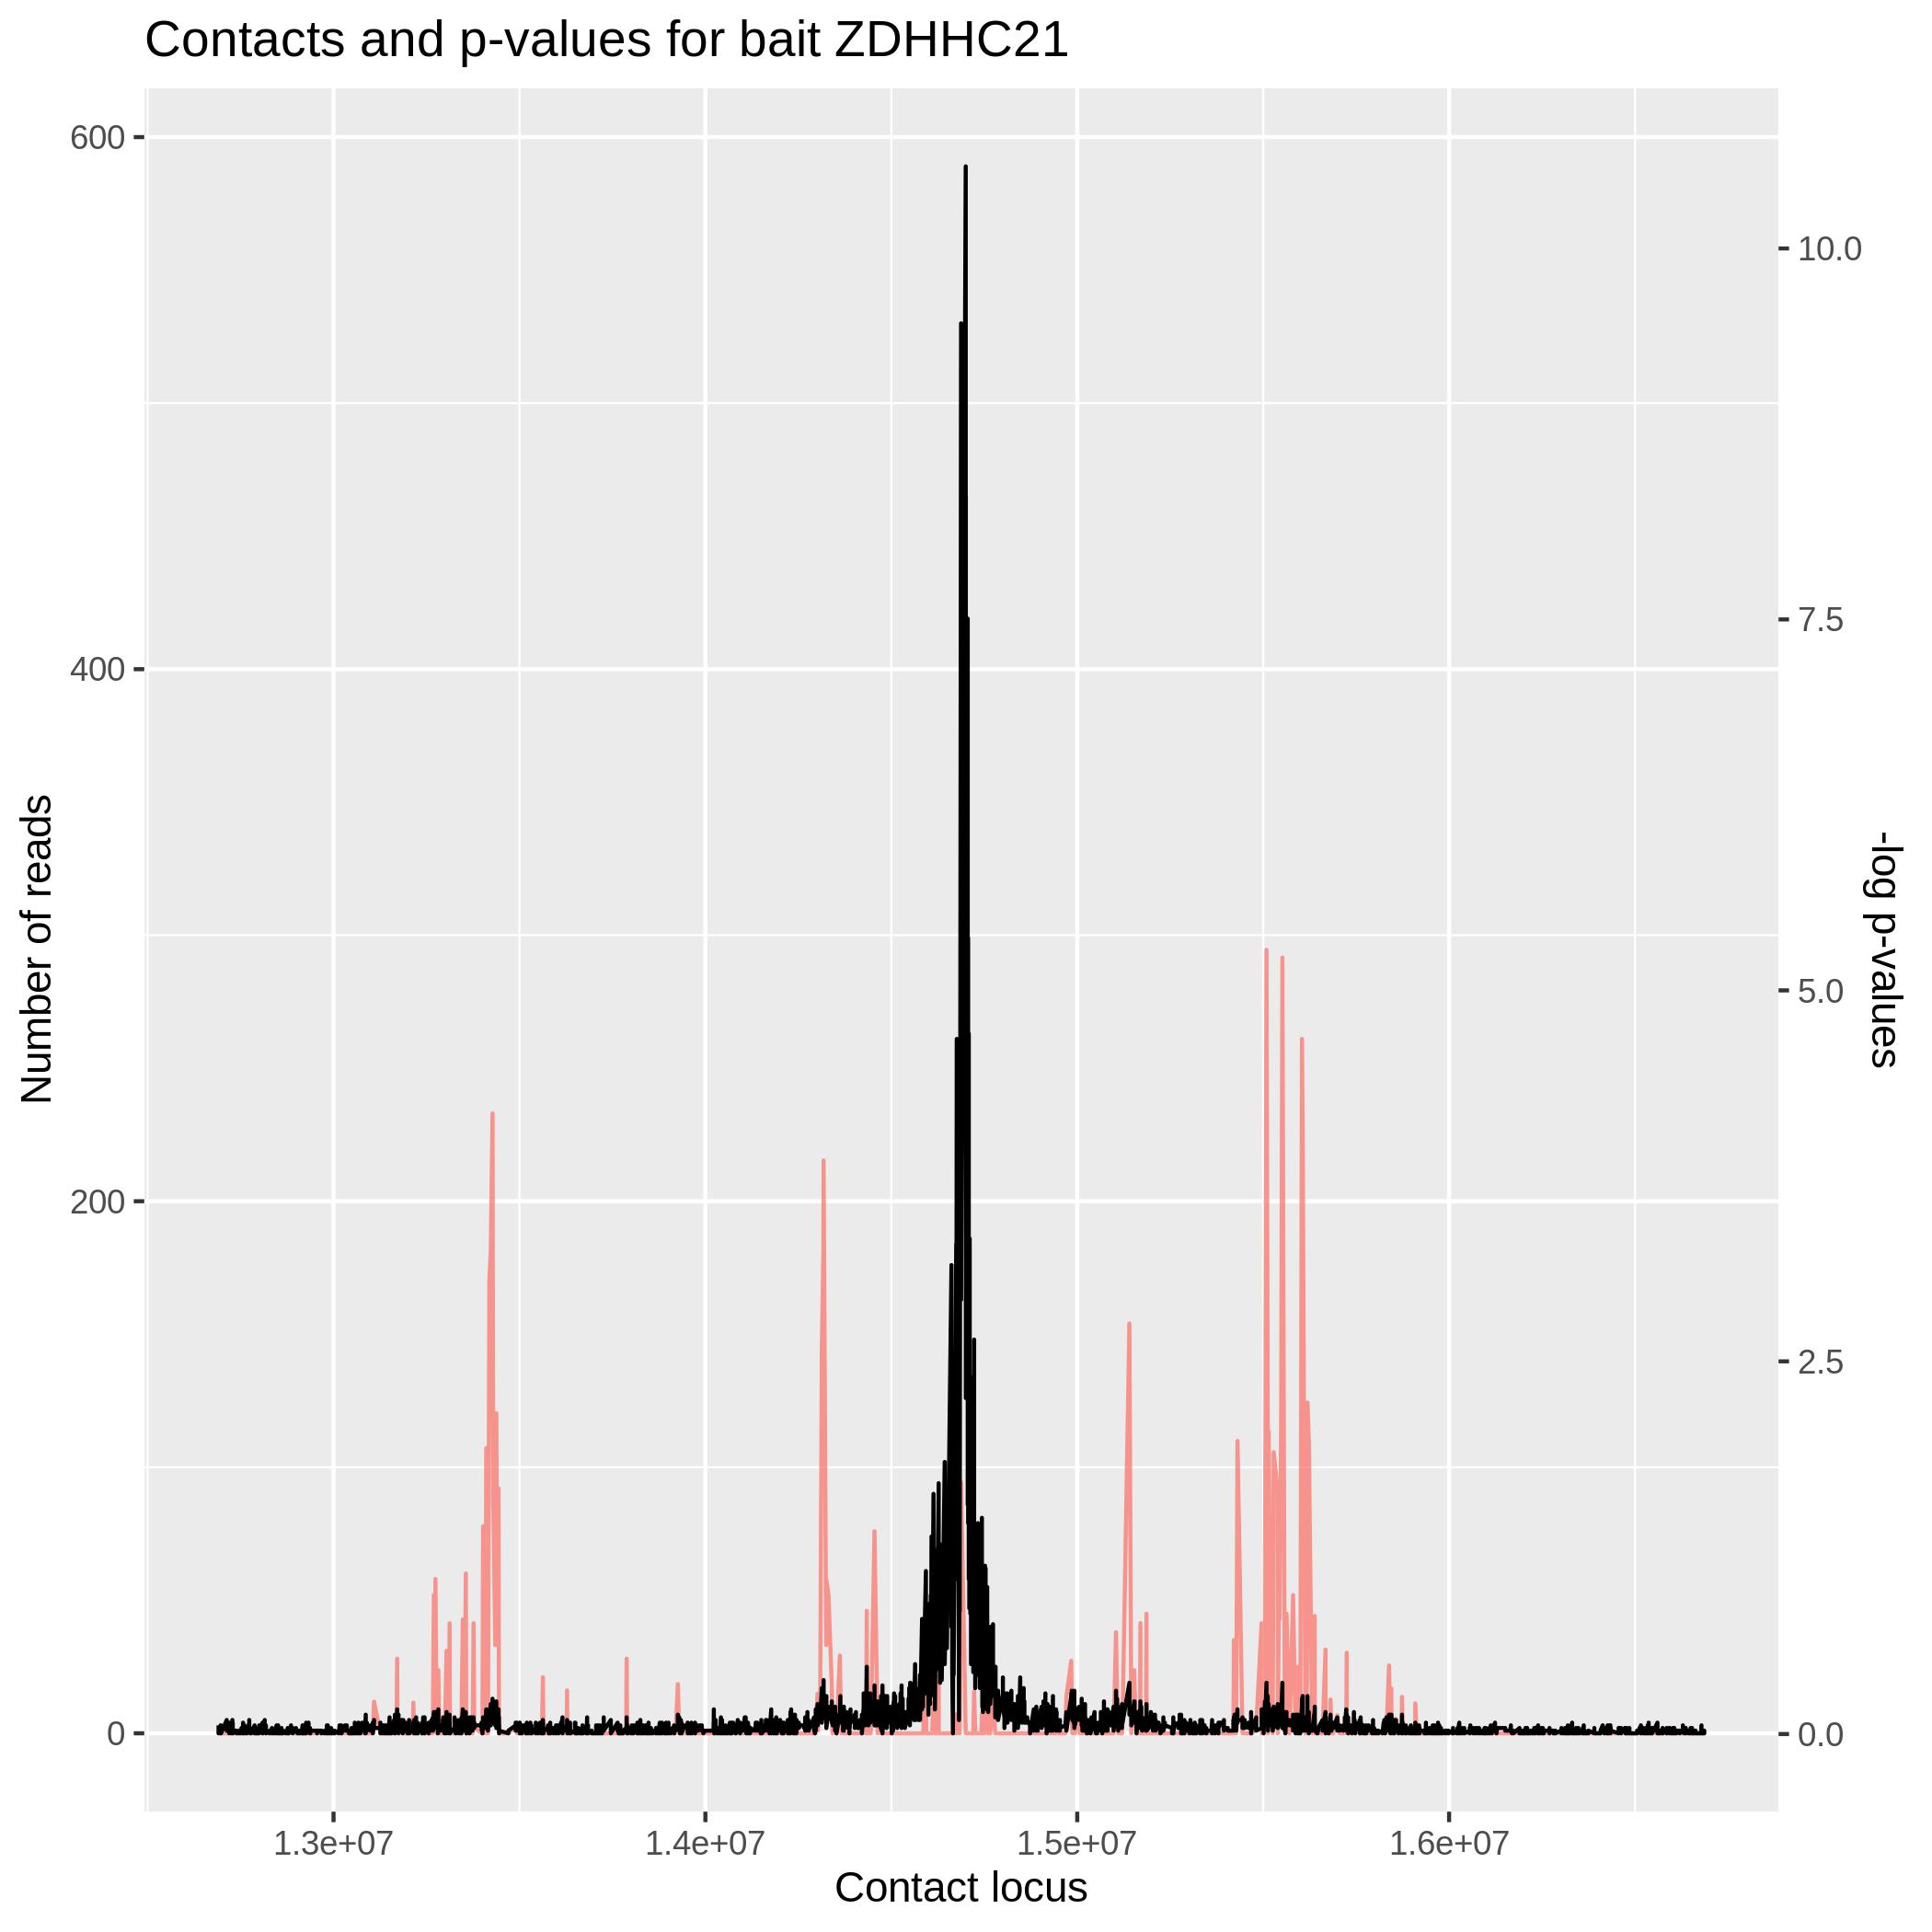 Contacts and p-values for bait ZDHHC21
600
400
200
0
Number of reads
10.0
7.5
5.0
2.5
0.0
-log p-values
1.3e+07
1.4e+07
1.5e+07
1.6e+07
Contact locus